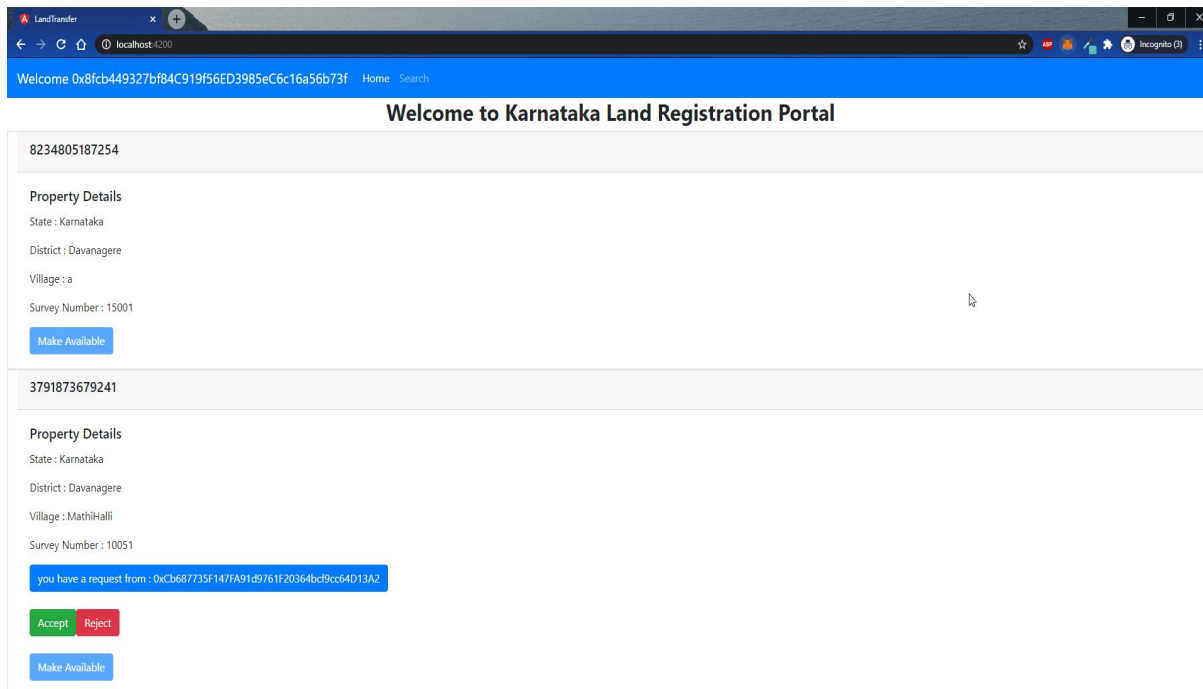 LandTransfer
localhost:4200
ABP
Incognito (3)
Welcome 0x8fcb449327bf84C919f56ED3985eC6c16a56b73f Home Search
Welcome to Karnataka Land Registration Portal
8234805187254
Property Details
State : Karnataka
District : Davanagere
Village : a
Survey Number : 15001
Make Available
3791873679241
Property Details
State : Karnataka
District : Davanagere
Village : MathiHalli
Survey Number : 10051
you have a request from : 0xCb687735F147FA91d9761F20364bcf9cc64D13A2
Accept Reject
Make Available